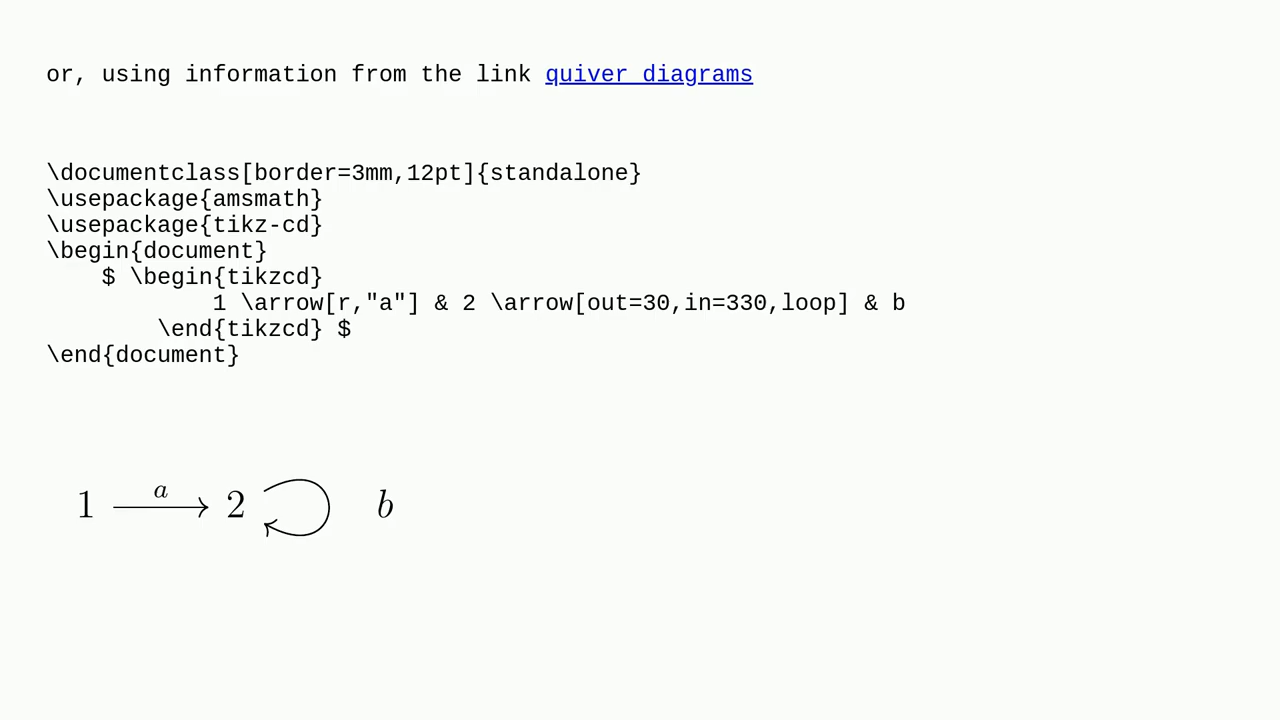 or, using information from the link quiver diagrams
\documentclass[border=3mm,12pt]{standalone}
\usepackage{amsmath}
\usepackage{tikz-cd}
\begin{document}
    $ \begin{tikzcd}
            1 \arrow[r,"a"] & 2 \arrow[out=30,in=330,loop] & b
        \end{tikzcd} $
\end{document}
a
1 2 b